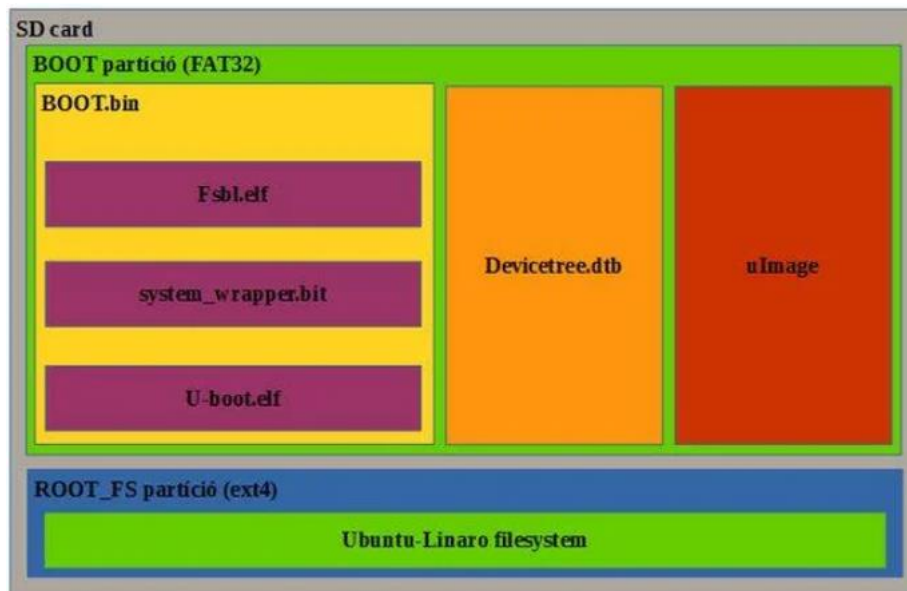 SD card
BOOT partíció (FAT32)
BOOT.bin
Fsbl.elf
system_wrapper.bit
U-boot.elf
Devicetree.dtb
uImage
ROOT_FS partíció (ext4)
Ubuntu-Linaro filesystem